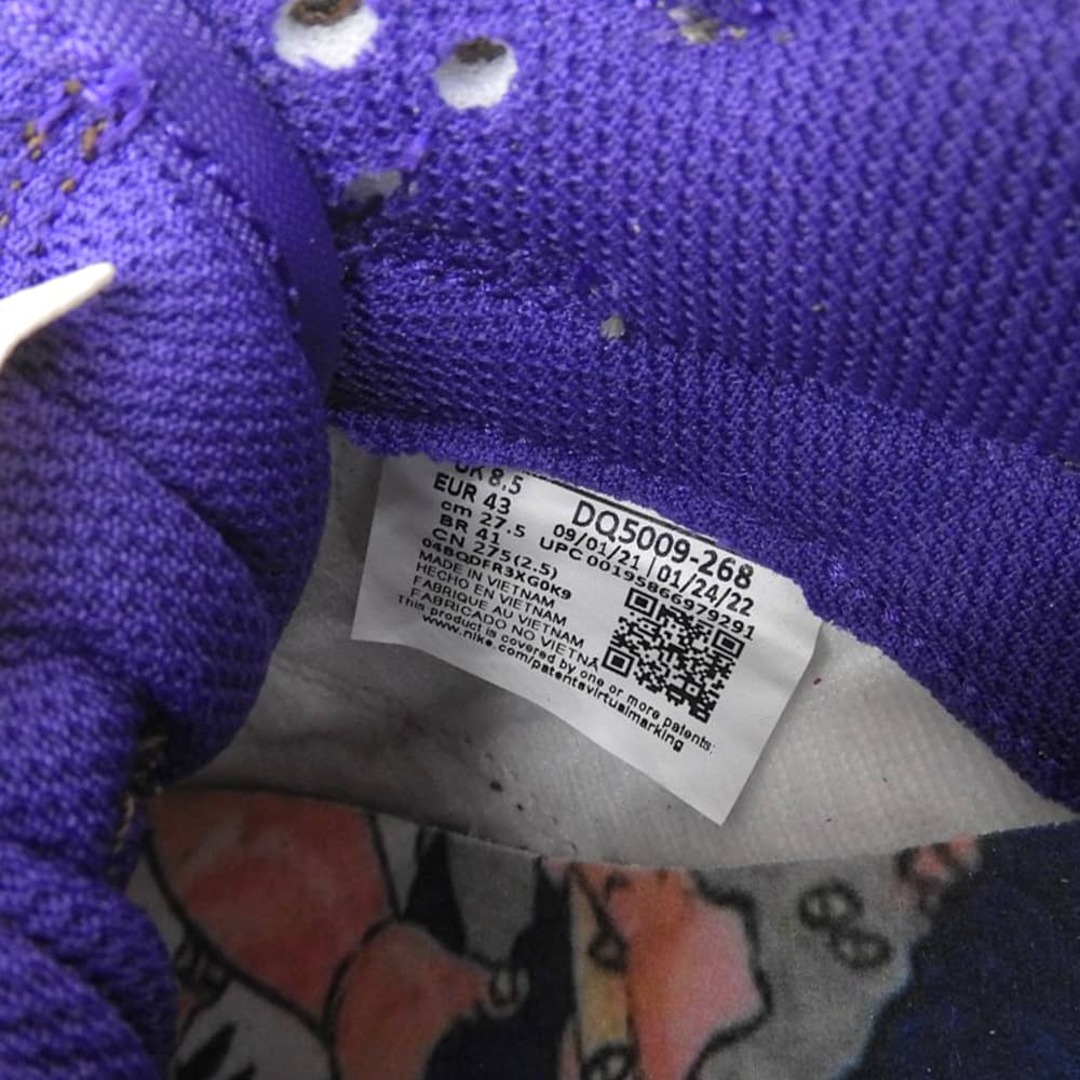 UK 8.5
EUR 43
cm 27.5
BR 41
CN 275(2.5)
04BQDFR3XG0K9
MADE IN VIETNAM
HECHO EN VIETNAM
FABRIQUE AU VIETNAM
FABRICADO NO VIETNÃ
This product is covered by one or more patents:
www.nike.com/patentsvirtualmarking
DQ5009-268
09/01/21 01/24/22
UPC 00195866979291